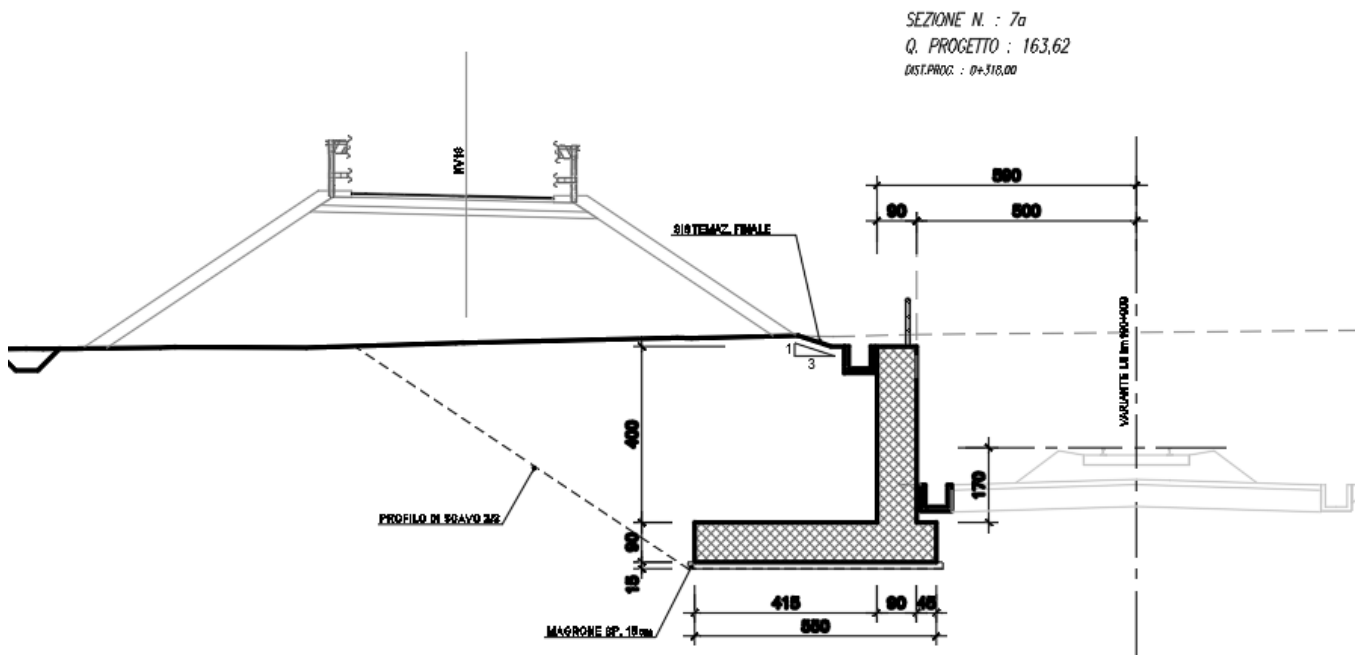 SEZIONE N. : 7a
Q. PROGETTO : 163,62
DIST.PROG. : 0+318,00
NV16
590
90
500
SISTEMAZ. FINALE
1
3
400
170
PROFILO DI SCAVO 3/2
90
15
415
90
45
MAGRONE SP. 15cm
550